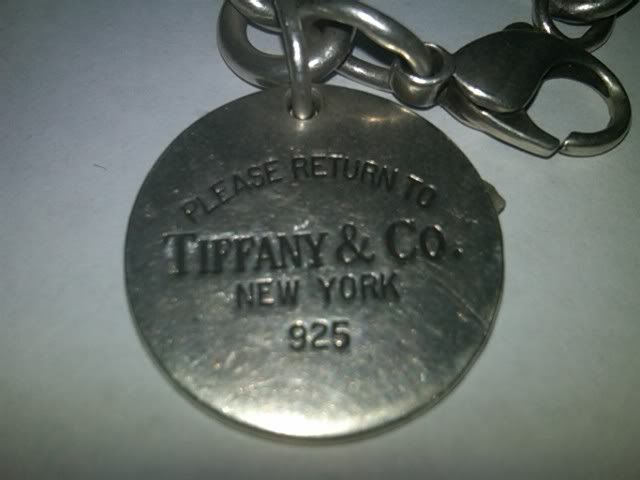 PLEASE RETURN TO
TIFFANY & CO.
NEW YORK
925